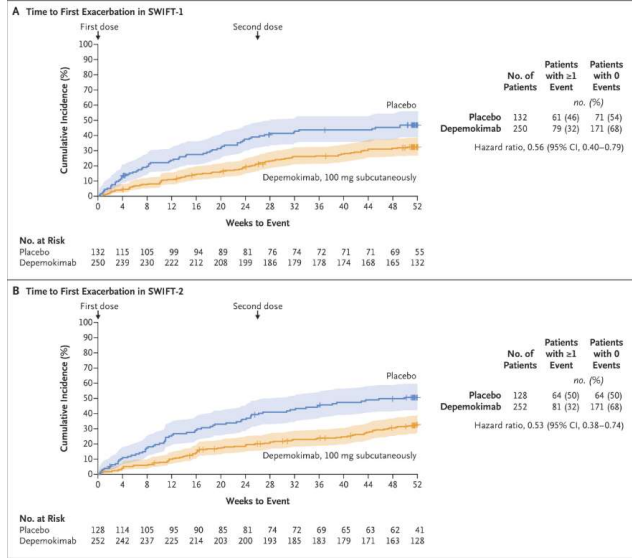 A Time to First Exacerbation in SWIFT-1
First dose
Second dose
Cumulative Incidence (%)
100
90
80
70
60
50
40
30
20
10
0
Placebo
Depemokimab, 100 mg subcutaneously
0 4 8 12 16 20 24 28 32 36 40 44 48 52
Weeks to Event
No. of Patients
Patients with ≥1 Event
Patients with 0 Events
no. (%)
Placebo 132 61 (46) 71 (54)
Depemokimab 250 79 (32) 171 (68)
Hazard ratio, 0.56 (95% CI, 0.40–0.79)
No. at Risk
Placebo 132 115 105 99 94 89 81 76 74 72 71 71 69 55
Depemokimab 250 239 230 222 212 208 199 186 179 178 174 168 165 132
B Time to First Exacerbation in SWIFT-2
First dose
Second dose
Cumulative Incidence (%)
100
90
80
70
60
50
40
30
20
10
0
Placebo
Depemokimab, 100 mg subcutaneously
0 4 8 12 16 20 24 28 32 36 40 44 48 52
Weeks to Event
No. of Patients
Patients with ≥1 Event
Patients with 0 Events
no. (%)
Placebo 128 64 (50) 64 (50)
Depemokimab 252 81 (32) 171 (68)
Hazard ratio, 0.53 (95% CI, 0.38–0.74)
No. at Risk
Placebo 128 114 105 95 90 85 81 74 72 69 65 63 62 41
Depemokimab 252 242 237 225 214 203 200 193 185 183 179 171 163 128